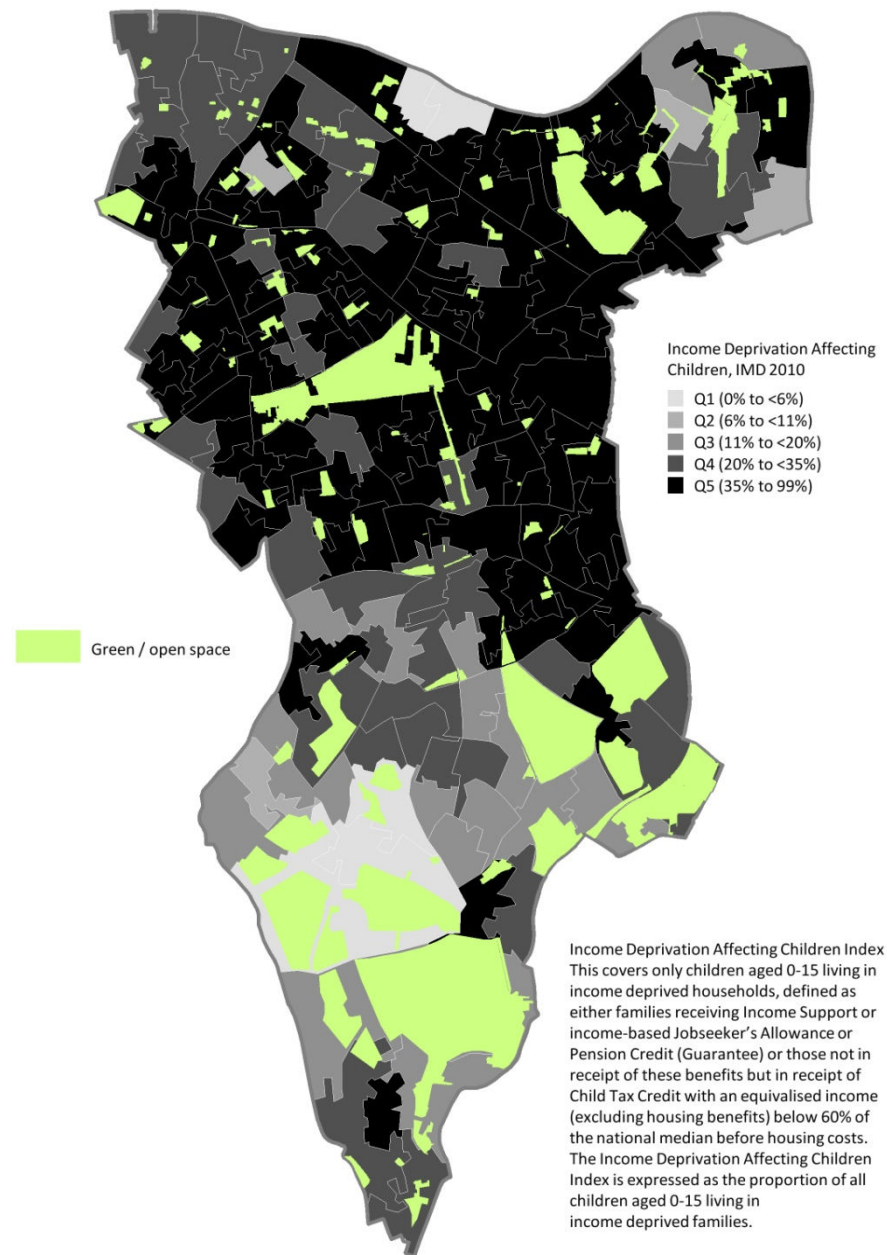 Income Deprivation Affecting
Children, IMD 2010
Q1 (0% to <6%)
Q2 (6% to <11%)
Q3 (11% to <20%)
Q4 (20% to <35%)
Q5 (35% to 99%)
Green / open space
Income Deprivation Affecting Children Index
This covers only children aged 0-15 living in
income deprived households, defined as
either families receiving Income Support or
income-based Jobseeker’s Allowance or
Pension Credit (Guarantee) or those not in
receipt of these benefits but in receipt of
Child Tax Credit with an equivalised income
(excluding housing benefits) below 60% of
the national median before housing costs.
The Income Deprivation Affecting Children
Index is expressed as the proportion of all
children aged 0-15 living in
income deprived families.